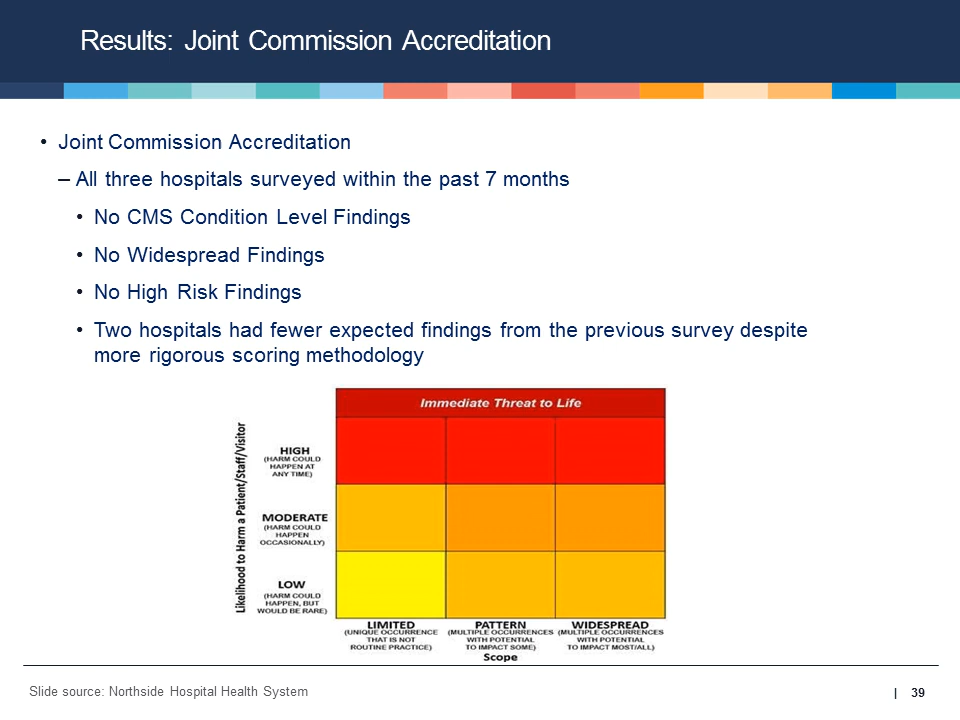 Results: Joint Commission Accreditation
• Joint Commission Accreditation
– All three hospitals surveyed within the past 7 months
• No CMS Condition Level Findings
• No Widespread Findings
• No High Risk Findings
• Two hospitals had fewer expected findings from the previous survey despite
more rigorous scoring methodology
Immediate Threat to Life
Likelihood to Harm a Patient/Staff/Visitor
HIGH
(HARM COULD
HAPPEN AT
ANY TIME)
MODERATE
(HARM COULD
HAPPEN
OCCASIONALLY)
LOW
(HARM COULD
HAPPEN, BUT
WOULD BE RARE)
LIMITED
(UNIQUE OCCURRENCE
THAT IS NOT
ROUTINE PRACTICE)
PATTERN
(MULTIPLE OCCURRENCES
WITH POTENTIAL
TO IMPACT SOME)
WIDESPREAD
(MULTIPLE OCCURRENCES
WITH POTENTIAL
TO IMPACT MOST/ALL)
Scope
Slide source: Northside Hospital Health System
| 39